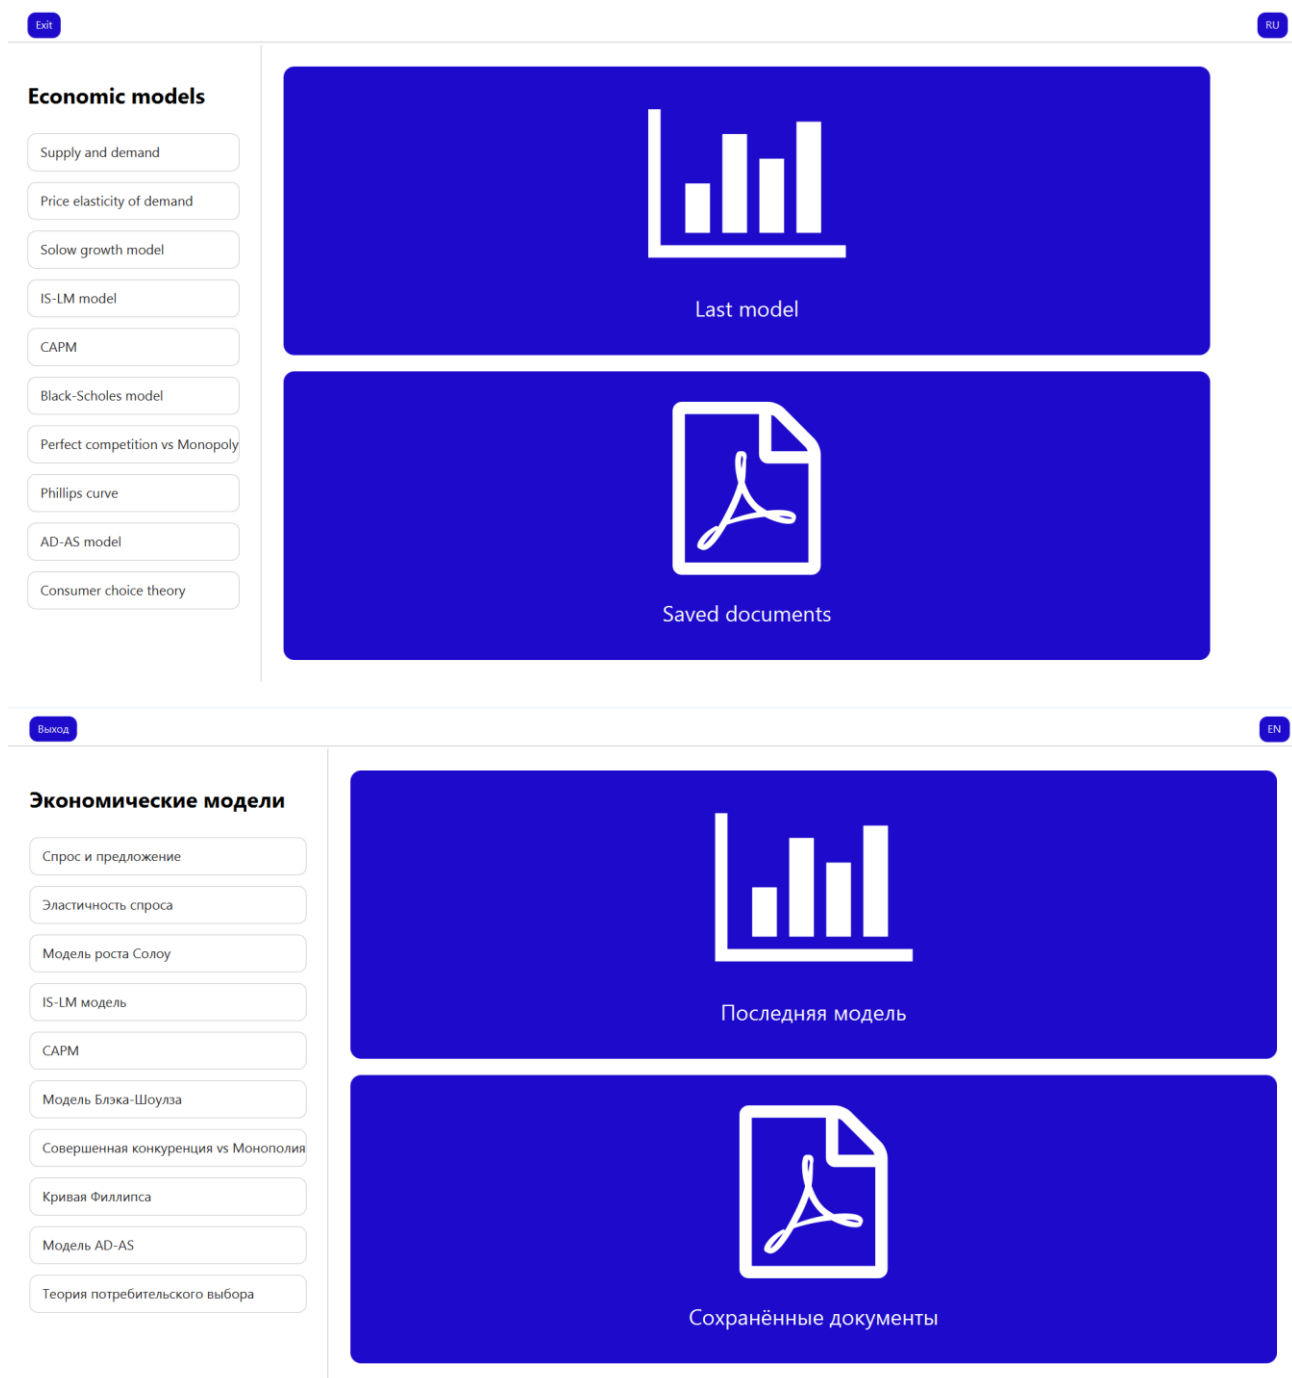 Exit
RU
Economic models
Supply and demand
Price elasticity of demand
Solow growth model
IS-LM model
CAPM
Black-Scholes model
Perfect competition vs Monopoly
Phillips curve
AD-AS model
Consumer choice theory
Last model
Saved documents
Выход
EN
Экономические модели
Спрос и предложение
Эластичность спроса
Модель роста Солоу
IS-LM модель
CAPM
Модель Блэка-Шоулза
Совершенная конкуренция vs Монополия
Кривая Филлипса
Модель AD-AS
Теория потребительского выбора
Последняя модель
Сохранённые документы